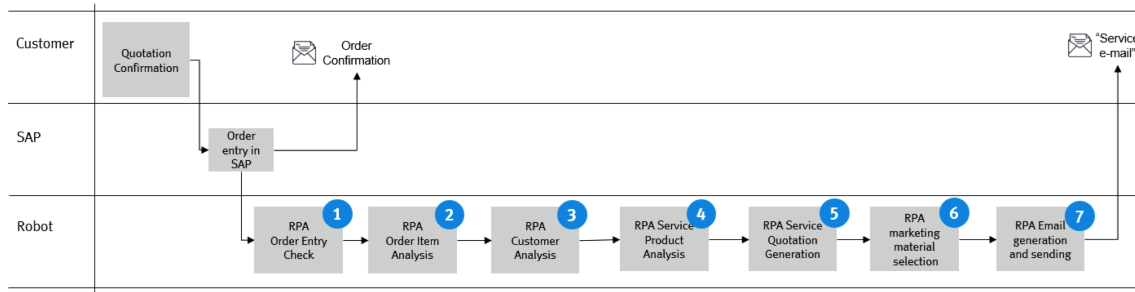 Customer
Quotation
Confirmation
Order
Confirmation
"Service
e-mail"
SAP
Order
entry in
SAP
Robot
RPA
Order Entry
Check
1
RPA
Order Item
Analysis
2
RPA
Customer
Analysis
3
RPA Service
Product
Analysis
4
RPA Service
Quotation
Generation
5
RPA
marketing
material
selection
6
RPA Email
generation
and sending
7